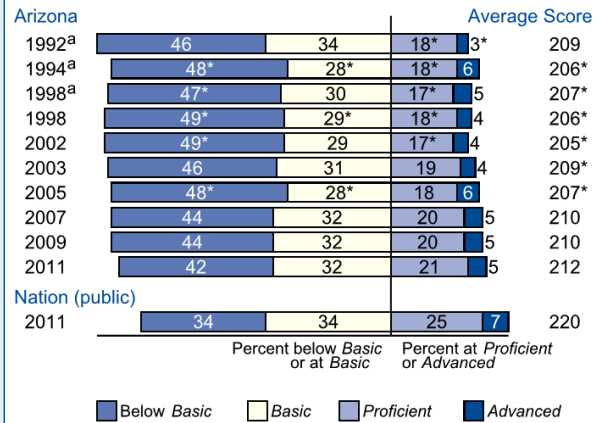 Arizona Average Score
1992ª 46 34 18* 3* 209
1994ª 48* 28* 18* 6 206*
1998ª 47* 30 17* 5 207*
1998 49* 29* 18* 4 206*
2002 49* 29 17* 4 205*
2003 46 31 19 4 209*
2005 48* 28* 18 6 207*
2007 44 32 20 5 210
2009 44 32 20 5 210
2011 42 32 21 5 212
Nation (public)
2011 34 34 25 7 220
Percent below Basic Percent at Proficient
or at Basic or Advanced
Below Basic Basic Proficient Advanced